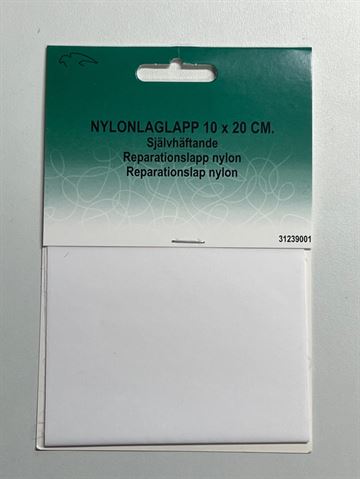 NYLONLAGLAPP 10 x 20 CM.
Självhäftande
Reparationslapp nylon
Reparationslap nylon
31239001